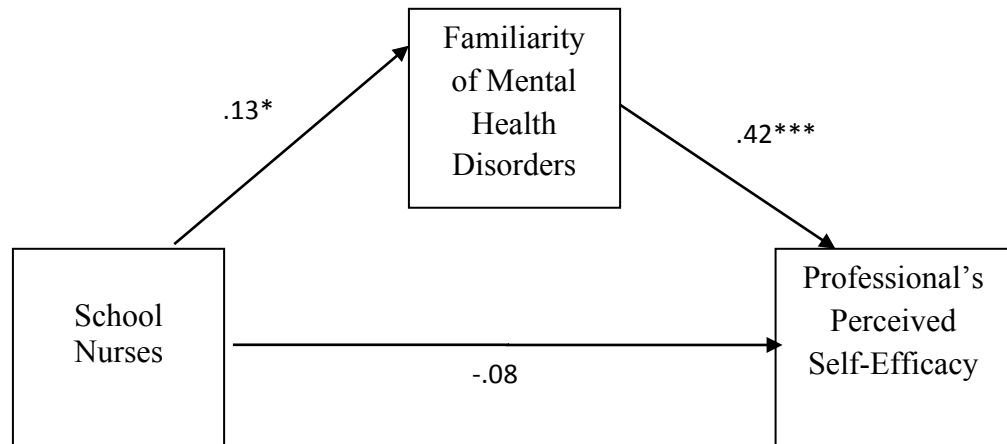 Familiarity
of Mental
Health
Disorders
.13*
.42***
School
Nurses
Professional’s
Perceived
Self-Efficacy
-.08